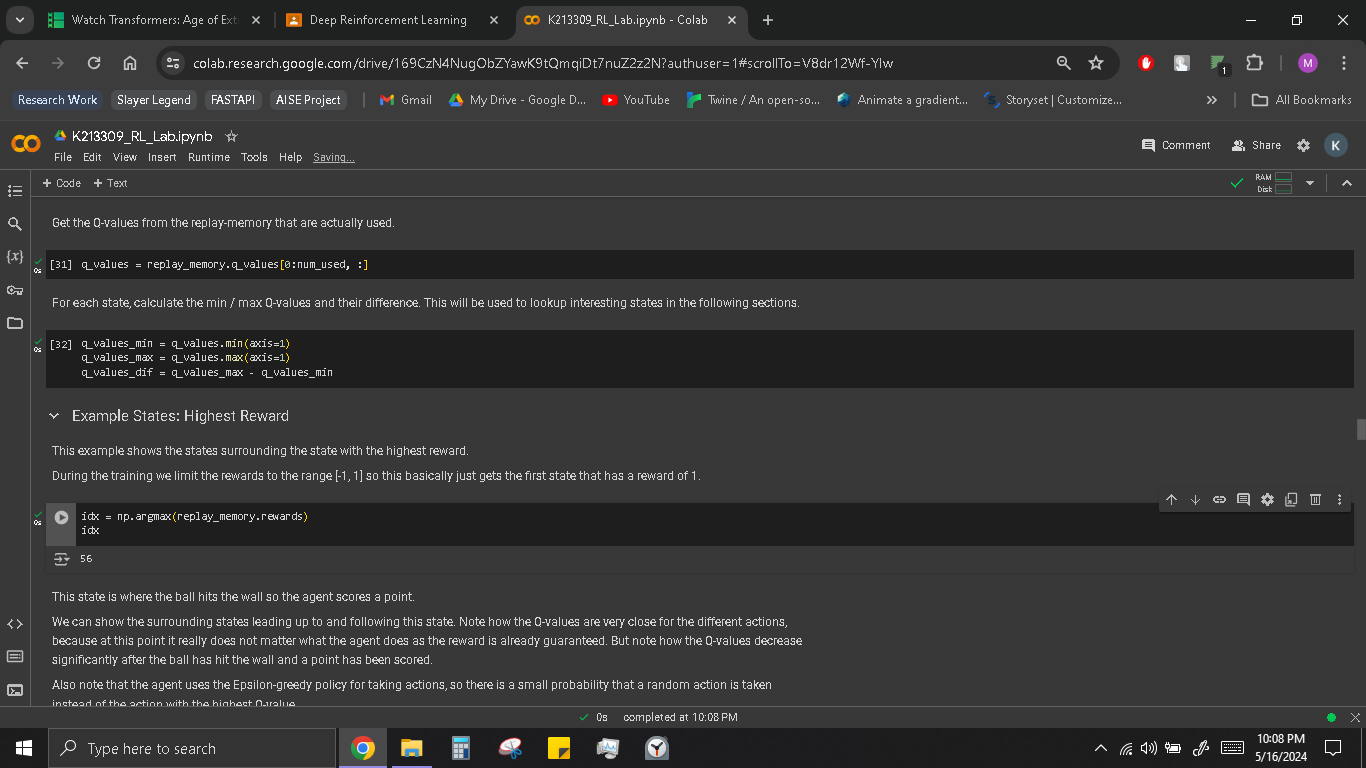 Watch Transformers: Age of Ext
Deep Reinforcement Learning
K213309_RL_Lab.ipynb - Colab
colab.research.google.com/drive/169CzN4NugObZYawK9tQmqiDt7nuZ2z2N?authuser=1#scrollTo=V8dr12Wf-Ylw
1
M
Research Work
Slayer Legend
FASTAPI
AISE Project
Gmail
My Drive - Google D...
YouTube
Twine / An open-so...
Animate a gradient...
Storyset | Customize...
All Bookmarks
K213309_RL_Lab.ipynb
File Edit View Insert Runtime Tools Help Saving...
Comment
Share
K
+ Code + Text
RAM
Disk
Get the Q-values from the replay-memory that are actually used.
0s
[31] q_values = replay_memory.q_values[0:num_used, :]
For each state, calculate the min / max Q-values and their difference. This will be used to lookup interesting states in the following sections.
0s
[32] q_values_min = q_values.min(axis=1)
q_values_max = q_values.max(axis=1)
q_values_dif = q_values_max - q_values_min
Example States: Highest Reward
This example shows the states surrounding the state with the highest reward.
During the training we limit the rewards to the range [-1, 1] so this basically just gets the first state that has a reward of 1.
0s
idx = np.argmax(replay_memory.rewards)
idx
56
This state is where the ball hits the wall so the agent scores a point.
We can show the surrounding states leading up to and following this state. Note how the Q-values are very close for the different actions,
because at this point it really does not matter what the agent does as the reward is already guaranteed. But note how the Q-values decrease
significantly after the ball has hit the wall and a point has been scored.
Also note that the agent uses the Epsilon-greedy policy for taking actions, so there is a small probability that a random action is taken
instead of the action with the highest Q-value.
0s completed at 10:08 PM
Type here to search
10:08 PM
5/16/2024